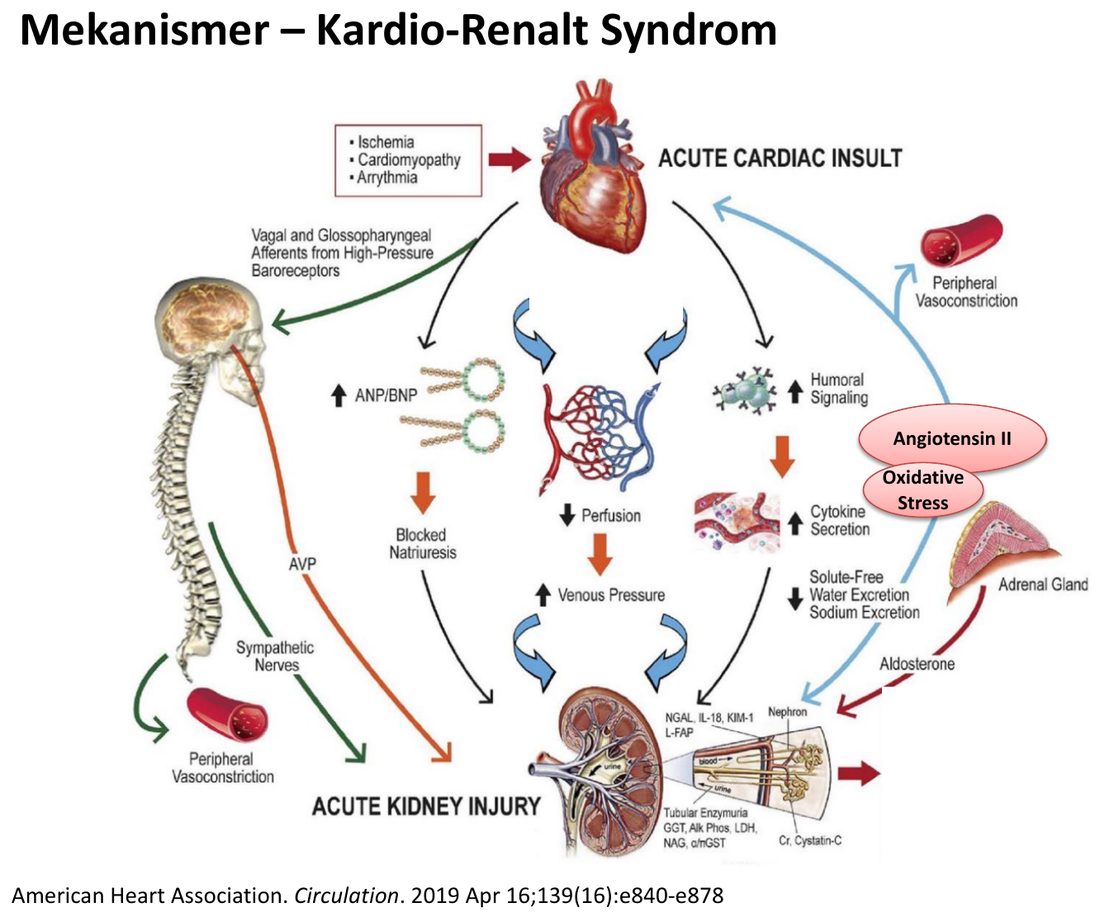 Mekanismer – Kardio-Renalt Syndrom
▪ Ischemia
▪ Cardiomyopathy
▪ Arrythmia
ACUTE CARDIAC INSULT
Vagal and Glossopharyngeal
Afferents from High-Pressure
Baroreceptors
Peripheral
Vasoconstriction
ANP/BNP
Humoral
Signaling
Angiotensin II
Oxidative
Stress
Blocked
Natriuresis
Perfusion
Cytokine
Secretion
AVP
Venous Pressure
Solute-Free
Water Excretion
Sodium Excretion
Adrenal Gland
Sympathetic
Nerves
Aldosterone
Peripheral
Vasoconstriction
NGAL, IL-18, KIM-1
L-FAP
Nephron
blood
urine
urine
ACUTE KIDNEY INJURY
Tubular Enzymuria
GGT, Alk Phos, LDH,
NAG, α/πGST
Cr, Cystatin-C
American Heart Association. Circulation. 2019 Apr 16;139(16):e840-e878